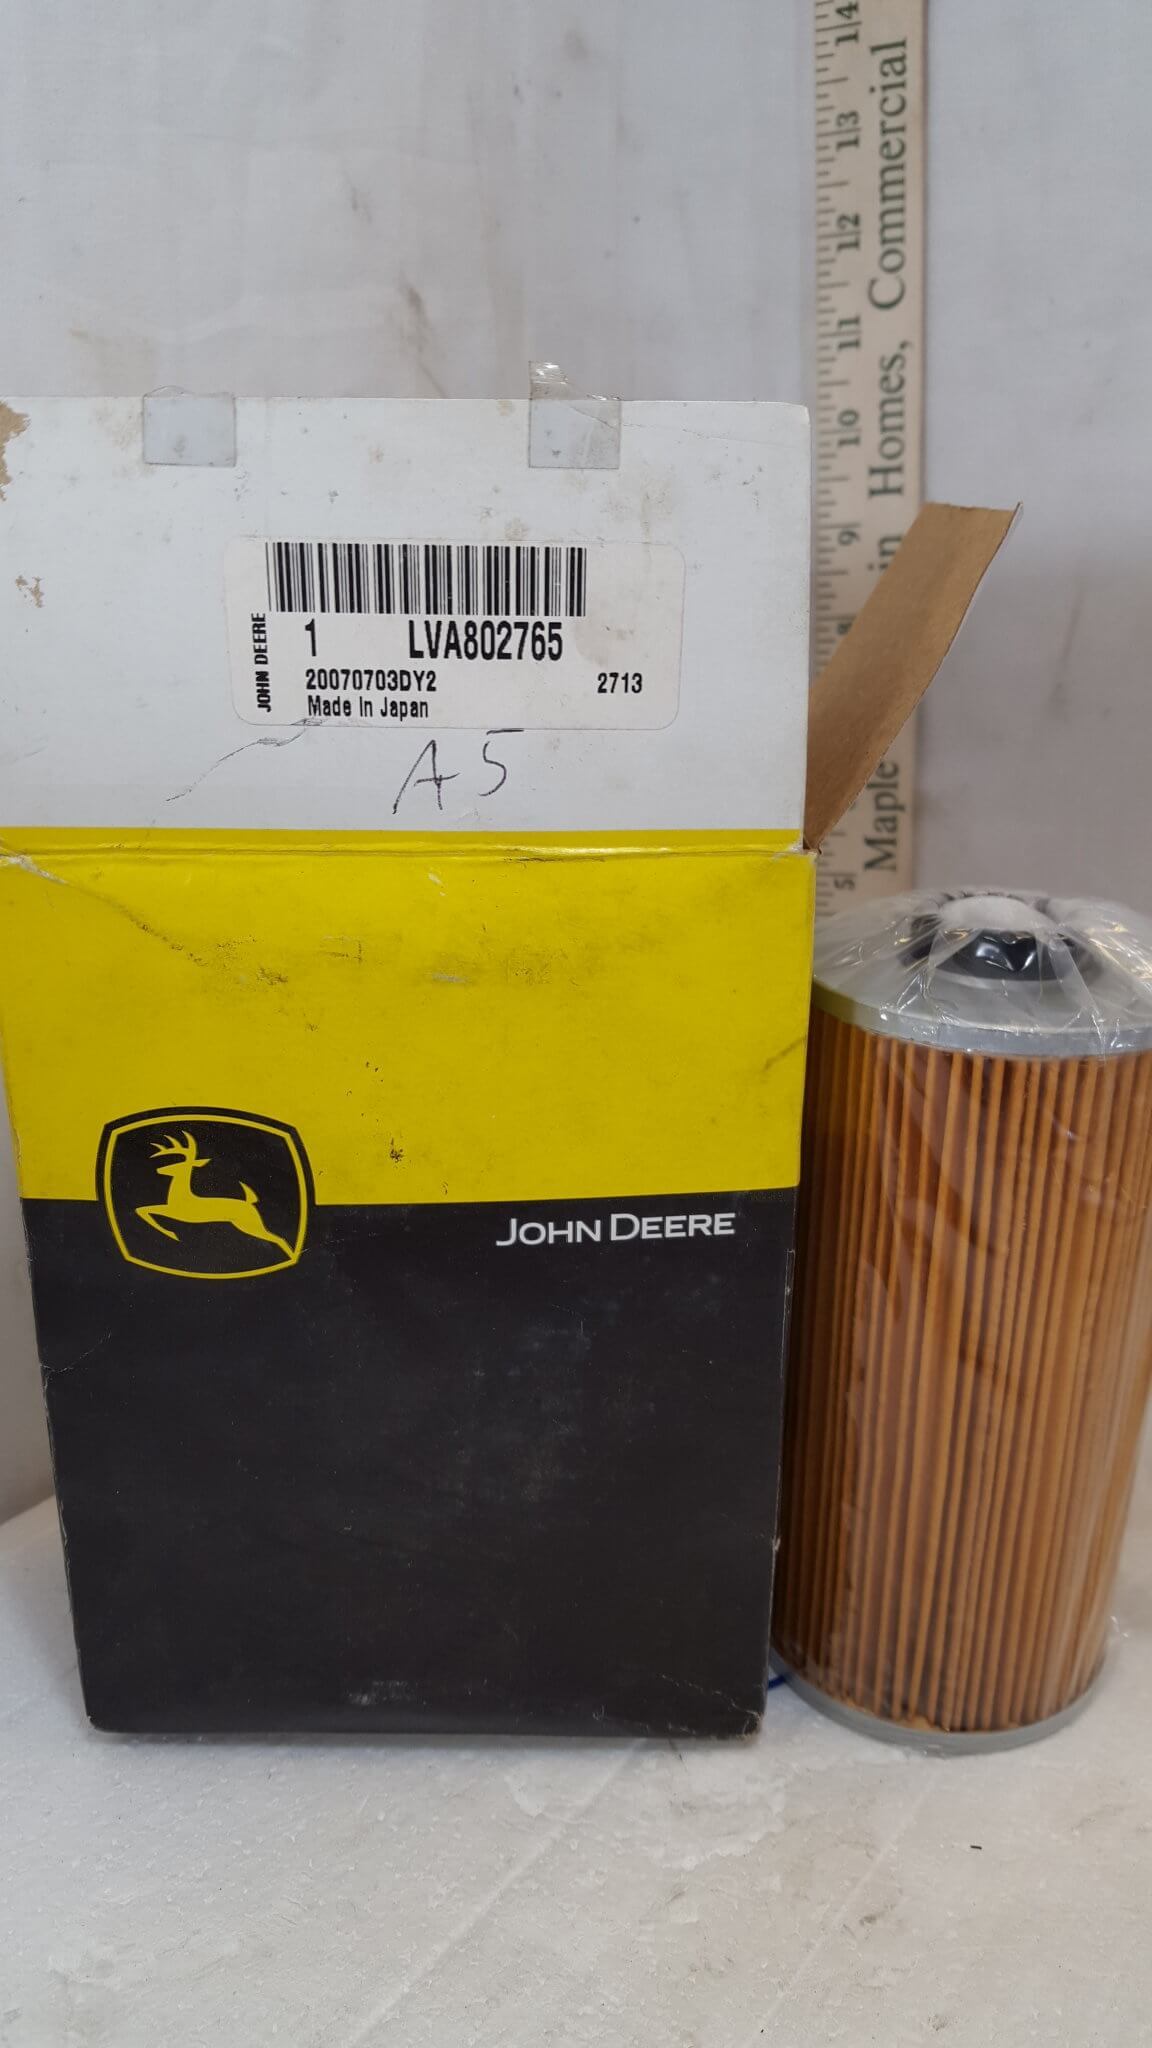 JOHN DEERE
1 LVA802765
20070703DY2 2713
Made In Japan
A5
JOHN DEERE
Maple in Homes, Commercial
5
9
10
11
12
13
14